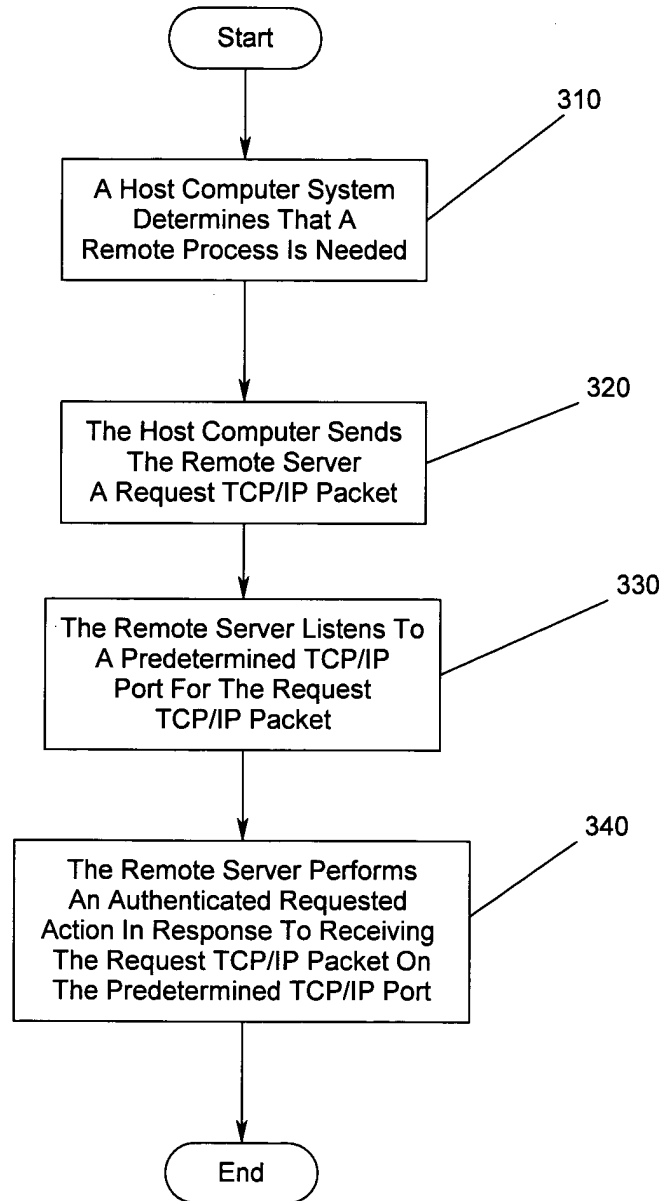 Start
310
A Host Computer System
Determines That A
Remote Process Is Needed
320
The Host Computer Sends
The Remote Server
A Request TCP/IP Packet
330
The Remote Server Listens To
A Predetermined TCP/IP
Port For The Request
TCP/IP Packet
340
The Remote Server Performs
An Authenticated Requested
Action In Response To Receiving
The Request TCP/IP Packet On
The Predetermined TCP/IP Port
End